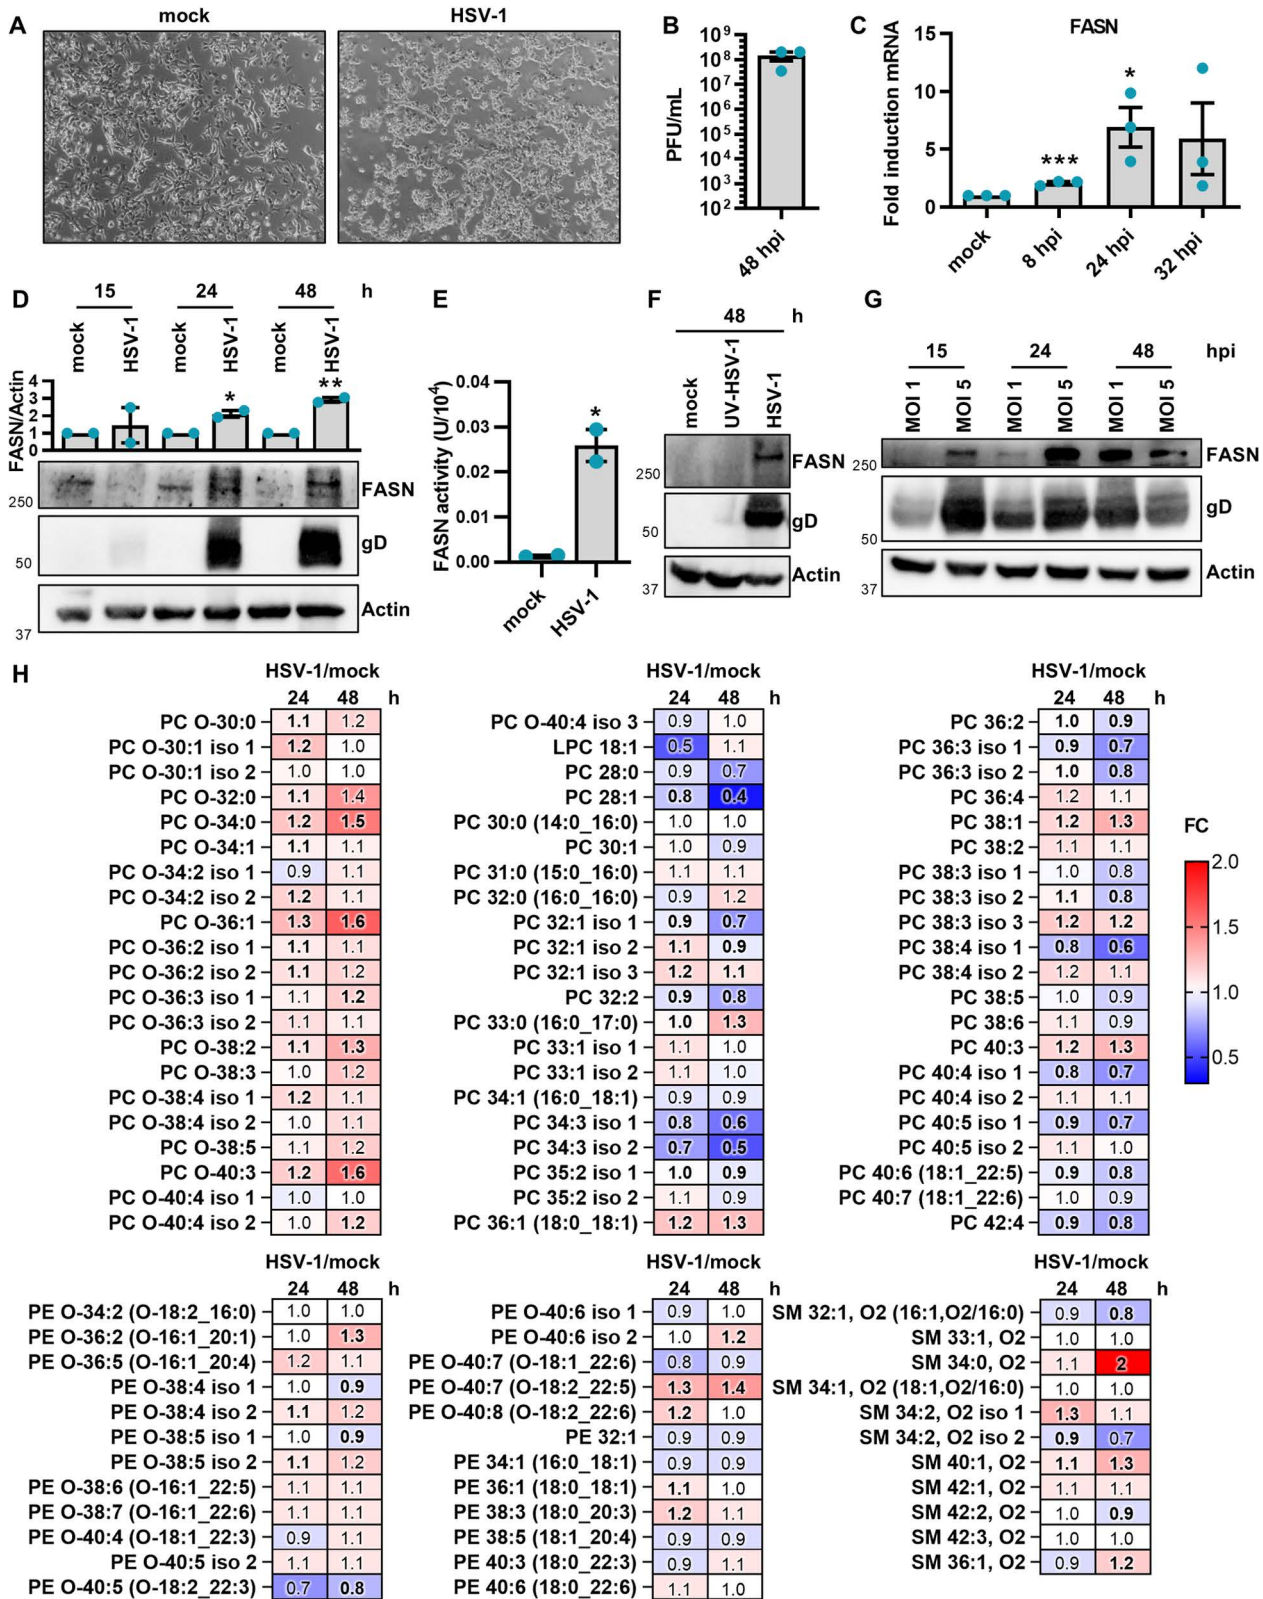 A
mock
HSV-1
B
PFU/mL
10⁹
10⁸
10⁷
10⁶
10⁵
10⁴
10³
10²
48 hpi
C
FASN
Fold induction mRNA
15
10
5
0
***
*
mock
8 hpi
24 hpi
32 hpi
D
15 24 48 h
mock HSV-1 mock HSV-1 mock HSV-1
FASN/Actin
4
3
2
1
0
* **
250 FASN
50 gD
37 Actin
E
FASN activity (U/10⁴)
0.04
0.03
0.02
0.01
0.00
*
mock
HSV-1
F
48 h
mock UV-HSV-1 HSV-1
250 FASN
50 gD
37 Actin
G
15 24 48 hpi
MOI 1 MOI 5 MOI 1 MOI 5 MOI 1 MOI 5
250 FASN
50 gD
37 Actin
H
HSV-1/mock
24 48 h
PC O-30:0 1.1 1.2
PC O-30:1 iso 1 1.2 1.0
PC O-30:1 iso 2 1.0 1.0
PC O-32:0 1.1 1.4
PC O-34:0 1.2 1.5
PC O-34:1 1.1 1.1
PC O-34:2 iso 1 0.9 1.1
PC O-34:2 iso 2 1.2 1.1
PC O-36:1 1.3 1.6
PC O-36:2 iso 1 1.1 1.1
PC O-36:2 iso 2 1.1 1.2
PC O-36:3 iso 1 1.1 1.2
PC O-36:3 iso 2 1.1 1.1
PC O-38:2 1.1 1.3
PC O-38:3 1.0 1.2
PC O-38:4 iso 1 1.2 1.1
PC O-38:4 iso 2 1.0 1.1
PC O-38:5 1.1 1.2
PC O-40:3 1.2 1.6
PC O-40:4 iso 1 1.0 1.0
PC O-40:4 iso 2 1.0 1.2
HSV-1/mock
24 48 h
PC O-40:4 iso 3 0.9 1.0
LPC 18:1 0.5 1.1
PC 28:0 0.9 0.7
PC 28:1 0.8 0.4
PC 30:0 (14:0_16:0) 1.0 1.0
PC 30:1 1.0 0.9
PC 31:0 (15:0_16:0) 1.1 1.1
PC 32:0 (16:0_16:0) 0.9 1.2
PC 32:1 iso 1 0.9 0.7
PC 32:1 iso 2 1.1 0.9
PC 32:1 iso 3 1.2 1.1
PC 32:2 0.9 0.8
PC 33:0 (16:0_17:0) 1.0 1.3
PC 33:1 iso 1 1.1 1.0
PC 33:1 iso 2 1.1 1.0
PC 34:1 (16:0_18:1) 0.9 0.9
PC 34:3 iso 1 0.8 0.6
PC 34:3 iso 2 0.7 0.5
PC 35:2 iso 1 1.0 0.9
PC 35:2 iso 2 1.1 0.9
PC 36:1 (18:0_18:1) 1.2 1.3
HSV-1/mock
24 48 h
PC 36:2 1.0 0.9
PC 36:3 iso 1 0.9 0.7
PC 36:3 iso 2 1.0 0.8
PC 36:4 1.2 1.1
PC 38:1 1.2 1.3
PC 38:2 1.1 1.1
PC 38:3 iso 1 1.0 0.8
PC 38:3 iso 2 1.1 0.8
PC 38:3 iso 3 1.2 1.2
PC 38:4 iso 1 0.8 0.6
PC 38:4 iso 2 1.2 1.1
PC 38:5 1.0 0.9
PC 38:6 1.1 0.9
PC 40:3 1.2 1.3
PC 40:4 iso 1 0.8 0.7
PC 40:4 iso 2 1.1 1.1
PC 40:5 iso 1 0.9 0.7
PC 40:5 iso 2 1.1 1.0
PC 40:6 (18:1_22:5) 0.9 0.8
PC 40:7 (18:1_22:6) 1.0 0.9
PC 42:4 0.9 0.8
FC
2.0
1.5
1.0
0.5
HSV-1/mock
24 48 h
PE O-34:2 (O-18:2_16:0) 1.0 1.0
PE O-36:2 (O-16:1_20:1) 1.0 1.3
PE O-36:5 (O-16:1_20:4) 1.2 1.1
PE O-38:4 iso 1 1.0 0.9
PE O-38:4 iso 2 1.1 1.2
PE O-38:5 iso 1 1.0 0.9
PE O-38:5 iso 2 1.1 1.2
PE O-38:6 (O-16:1_22:5) 1.1 1.1
PE O-38:7 (O-16:1_22:6) 1.1 1.1
PE O-40:4 (O-18:1_22:3) 0.9 1.1
PE O-40:5 iso 2 1.1 1.1
PE O-40:5 (O-18:2_22:3) 0.7 0.8
HSV-1/mock
24 48 h
PE O-40:6 iso 1 0.9 1.0
PE O-40:6 iso 2 1.0 1.2
PE O-40:7 (O-18:1_22:6) 0.8 0.9
PE O-40:7 (O-18:2_22:5) 1.3 1.4
PE O-40:8 (O-18:2_22:6) 1.2 1.0
PE 32:1 0.9 0.9
PE 34:1 (16:0_18:1) 0.9 0.9
PE 36:1 (18:0_18:1) 1.1 1.0
PE 38:3 (18:0_20:3) 1.2 1.1
PE 38:5 (18:1_20:4) 0.9 0.9
PE 40:3 (18:0_22:3) 0.9 1.1
PE 40:6 (18:0_22:6) 1.1 1.0
HSV-1/mock
24 48 h
SM 32:1, O2 (16:1,O2/16:0) 0.9 0.8
SM 33:1, O2 1.0 1.0
SM 34:0, O2 1.1 2
SM 34:1, O2 (18:1,O2/16:0) 1.0 1.0
SM 34:2, O2 iso 1 1.3 1.1
SM 34:2, O2 iso 2 0.9 0.7
SM 40:1, O2 1.1 1.3
SM 42:1, O2 1.1 1.1
SM 42:2, O2 1.0 0.9
SM 42:3, O2 1.0 1.0
SM 36:1, O2 0.9 1.2